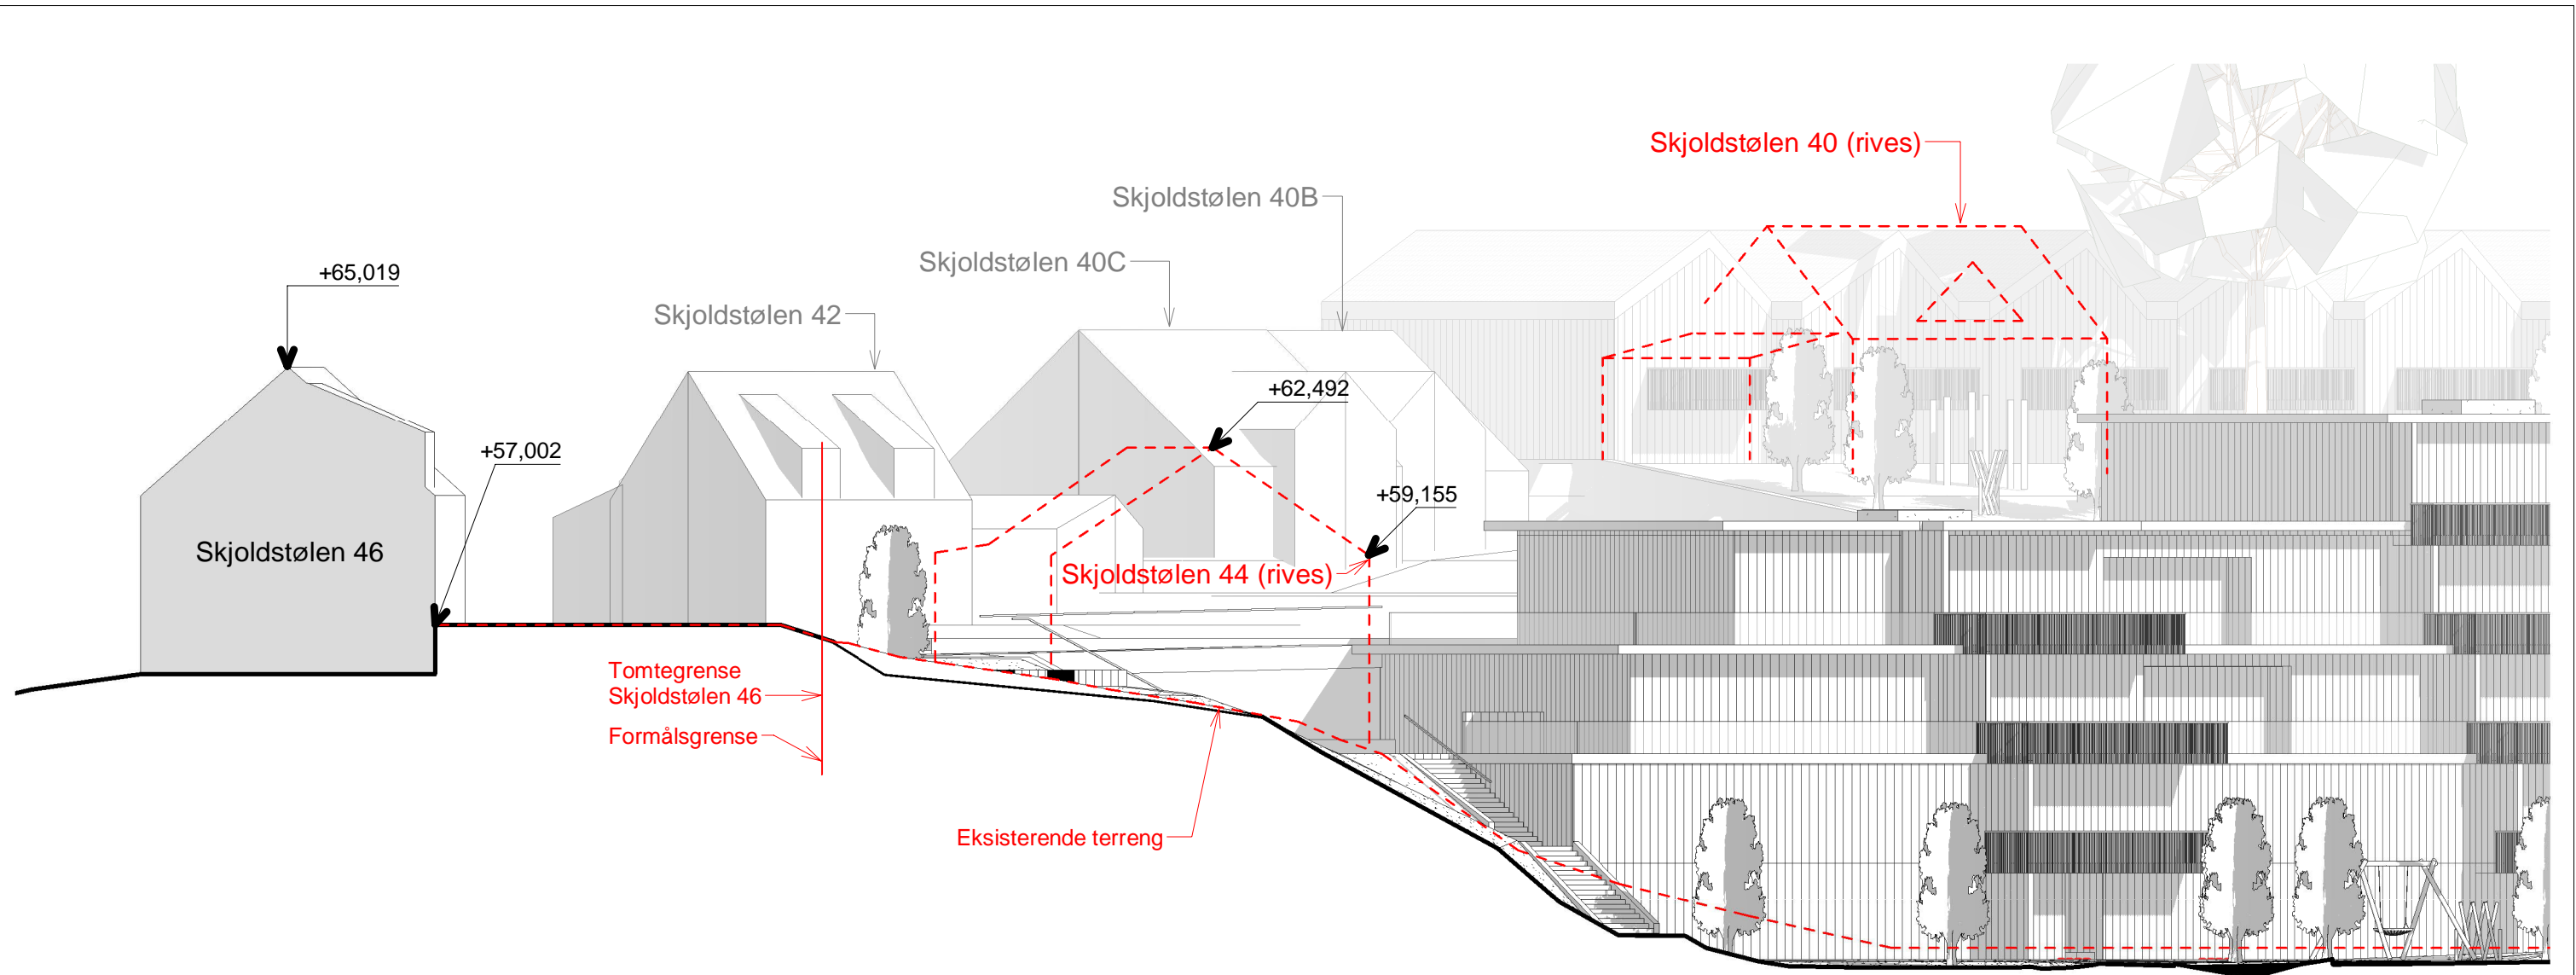 Skjoldstølen 40 (rives)
Skjoldstølen 40B
Skjoldstølen 40C
+65,019
Skjoldstølen 42
+62,492
+57,002
+59,155
Skjoldstølen 46
Skjoldstølen 44 (rives)
Tomtegrense
Skjoldstølen 46
Formålsgrense
Eksisterende terreng